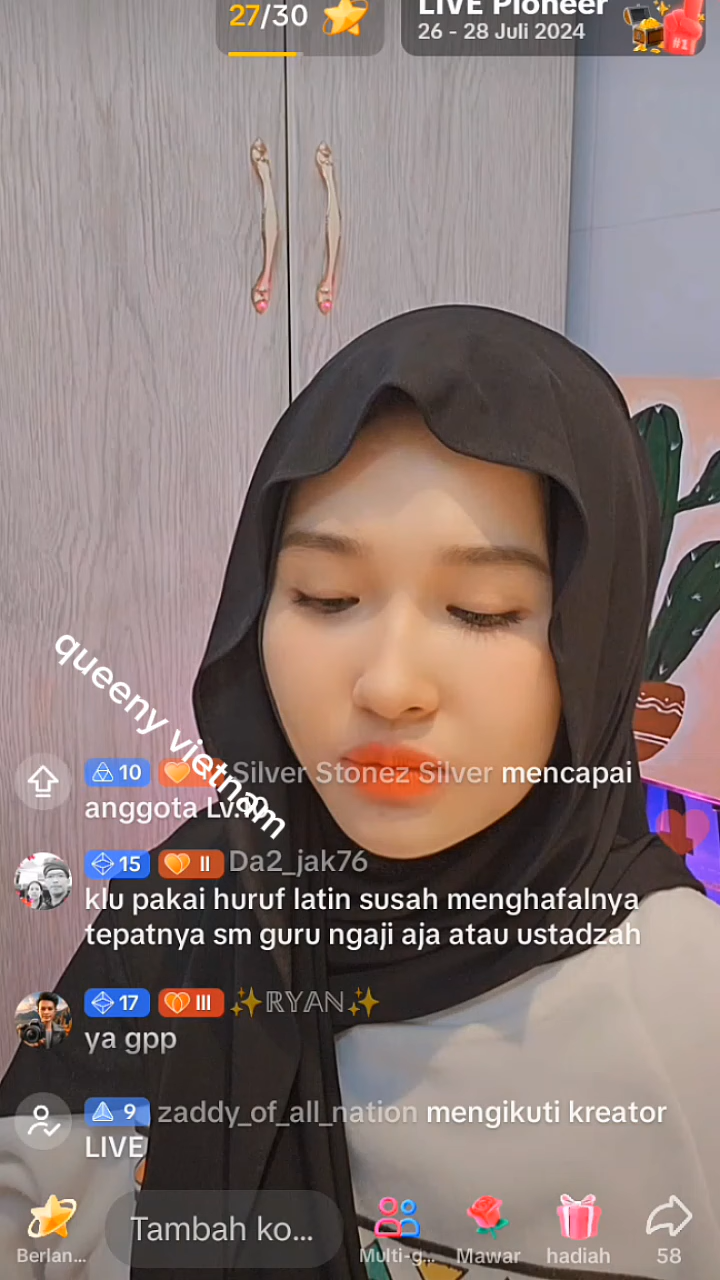 27/30
LIVE Pioneer
26 - 28 Juli 2024
#1
queeny vietnam
10 Silver Stonez Silver mencapai
anggota Lv.
15 II Da2_jak76
klu pakai huruf latin susah menghafalnya
tepatnya sm guru ngaji aja atau ustadzah
17 III ✨ℝYAN✨
ya gpp
9 zaddy_of_all_nation mengikuti kreator
LIVE
Tambah ko...
Berlan...
Multi-g...
Mawar
hadiah
58